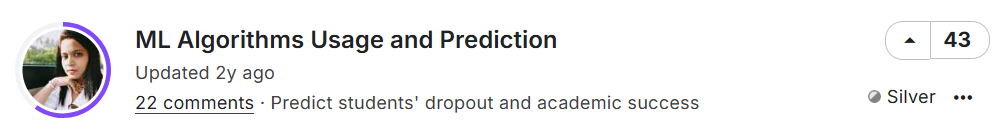 ML Algorithms Usage and Prediction
43
Updated 2y ago
22 comments · Predict students' dropout and academic success
Silver